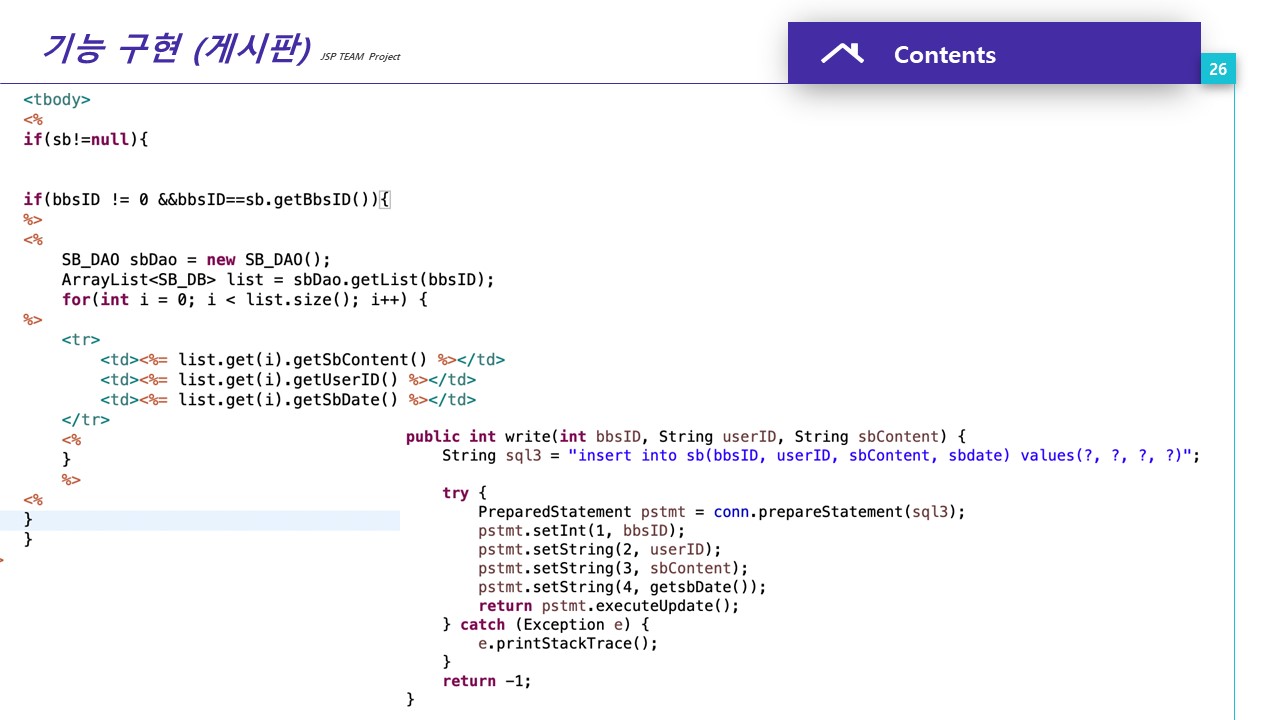 기능 구현 (게시판) JSP TEAM Project
Contents
26
<tbody>
<%
if(sb!=null){
if(bbsID != 0 &&bbsID==sb.getBbsID()){
%>
<%
SB_DAO sbDao = new SB_DAO();
ArrayList<SB_DB> list = sbDao.getList(bbsID);
for(int i = 0; i < list.size(); i++) {
%>
<tr>
<td><%= list.get(i).getSbContent() %></td>
<td><%= list.get(i).getUserID() %></td>
<td><%= list.get(i).getSbDate() %></td>
</tr>
<%
}
%>
<%
}
}
>
public int write(int bbsID, String userID, String sbContent) {
String sql3 = "insert into sb(bbsID, userID, sbContent, sbdate) values(?, ?, ?, ?)";
try {
PreparedStatement pstmt = conn.prepareStatement(sql3);
pstmt.setInt(1, bbsID);
pstmt.setString(2, userID);
pstmt.setString(3, sbContent);
pstmt.setString(4, getsbDate());
return pstmt.executeUpdate();
} catch (Exception e) {
e.printStackTrace();
}
return -1;
}